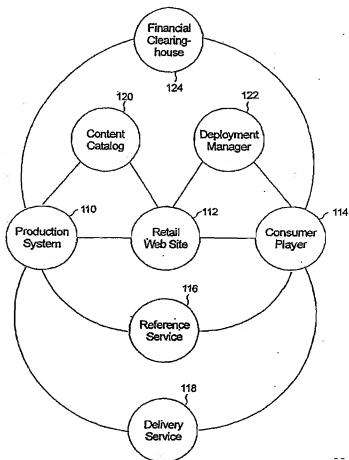 Financial
Clearing-
house
124
120
122
Content
Catalog
Deployment
Manager
110
112
114
Production
System
Retail
Web Site
Consumer
Player
116
Reference
Service
118
Delivery
Service